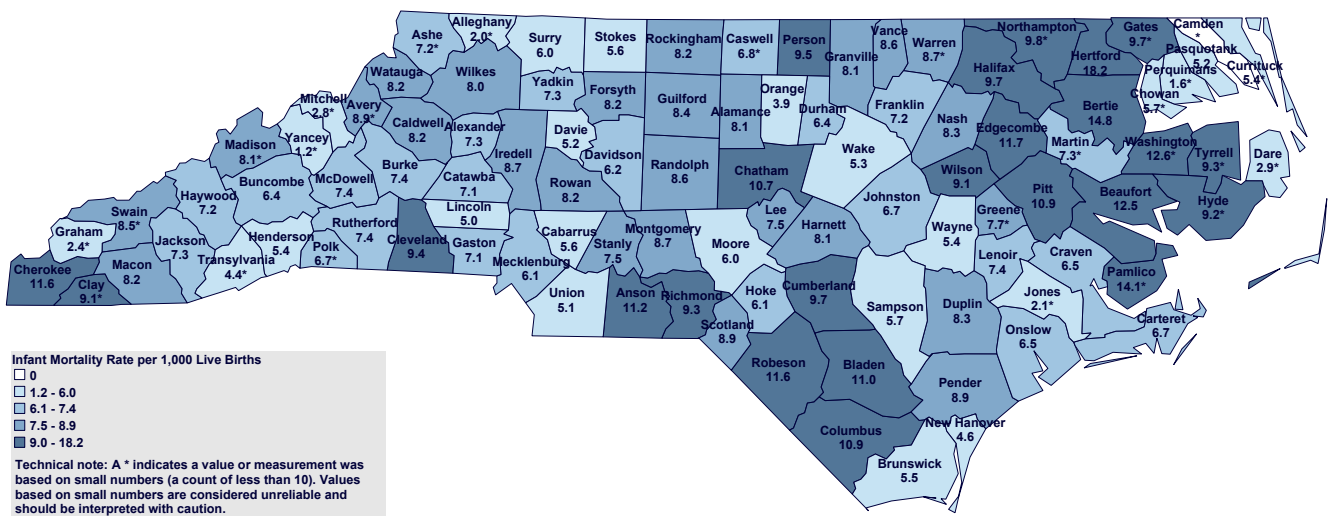 Alleghany
2.0*
Ashe
7.2*
Surry
6.0
Stokes
5.6
Rockingham
8.2
Caswell
6.8*
Person
9.5
Granville
8.1
Vance
8.6
Warren
8.7*
Northampton
9.8*
Gates
9.7*
Camden
*
Pasquotank
5.2
Currituck
5.4*
Perquimans
1.6*
Chowan
5.7*
Hertford
18.2
Halifax
9.7
Bertie
14.8
Watauga
8.2
Wilkes
8.0
Yadkin
7.3
Forsyth
8.2
Guilford
8.4
Alamance
8.1
Orange
3.9
Durham
6.4
Franklin
7.2
Nash
8.3
Edgecombe
11.7
Martin
7.3*
Washington
12.6*
Tyrrell
9.3*
Dare
2.9*
Mitchell
2.8*
Avery
8.9*
Caldwell
8.2
Alexander
7.3
Iredell
8.7
Davie
5.2
Davidson
6.2
Randolph
8.6
Chatham
10.7
Wake
5.3
Wilson
9.1
Pitt
10.9
Beaufort
12.5
Hyde
9.2*
Madison
8.1*
Yancey
1.2*
Burke
7.4
McDowell
7.4
Buncombe
6.4
Haywood
7.2
Catawba
7.1
Rowan
8.2
Lincoln
5.0
Johnston
6.7
Greene
7.7*
Wayne
5.4
Lenoir
7.4
Craven
6.5
Pamlico
14.1*
Swain
8.5*
Graham
2.4*
Jackson
7.3
Henderson
5.4
Transylvania
4.4*
Polk
6.7*
Rutherford
7.4
Cleveland
9.4
Gaston
7.1
Mecklenburg
6.1
Cabarrus
5.6
Stanly
7.5
Montgomery
8.7
Moore
6.0
Lee
7.5
Harnett
8.1
Cherokee
11.6
Clay
9.1*
Macon
8.2
Union
5.1
Anson
11.2
Richmond
9.3
Hoke
6.1
Cumberland
9.7
Sampson
5.7
Duplin
8.3
Jones
2.1*
Onslow
6.5
Carteret
6.7
Scotland
8.9
Robeson
11.6
Bladen
11.0
Pender
8.9
Columbus
10.9
New Hanover
4.6
Brunswick
5.5
Infant Mortality Rate per 1,000 Live Births
0
1.2 - 6.0
6.1 - 7.4
7.5 - 8.9
9.0 - 18.2
Technical note: A * indicates a value or measurement was
based on small numbers (a count of less than 10). Values
based on small numbers are considered unreliable and
should be interpreted with caution.